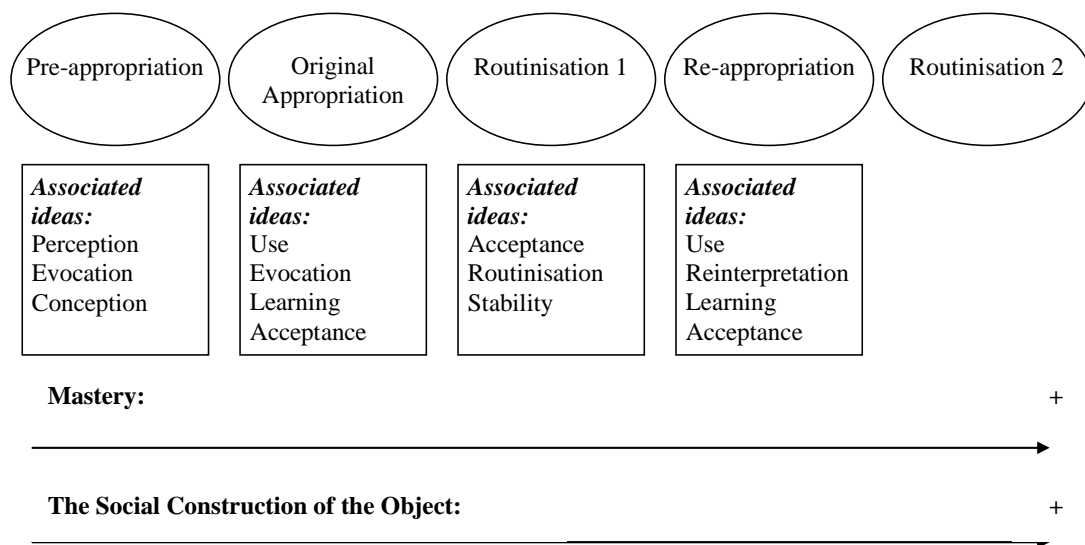 Pre-appropriation
Original
Appropriation
Routinisation 1
Re-appropriation
Routinisation 2
Associated
ideas:
Perception
Evocation
Conception
Associated
ideas:
Use
Evocation
Learning
Acceptance
Associated
ideas:
Acceptance
Routinisation
Stability
Associated
ideas:
Use
Reinterpretation
Learning
Acceptance
Mastery: +
The Social Construction of the Object: +